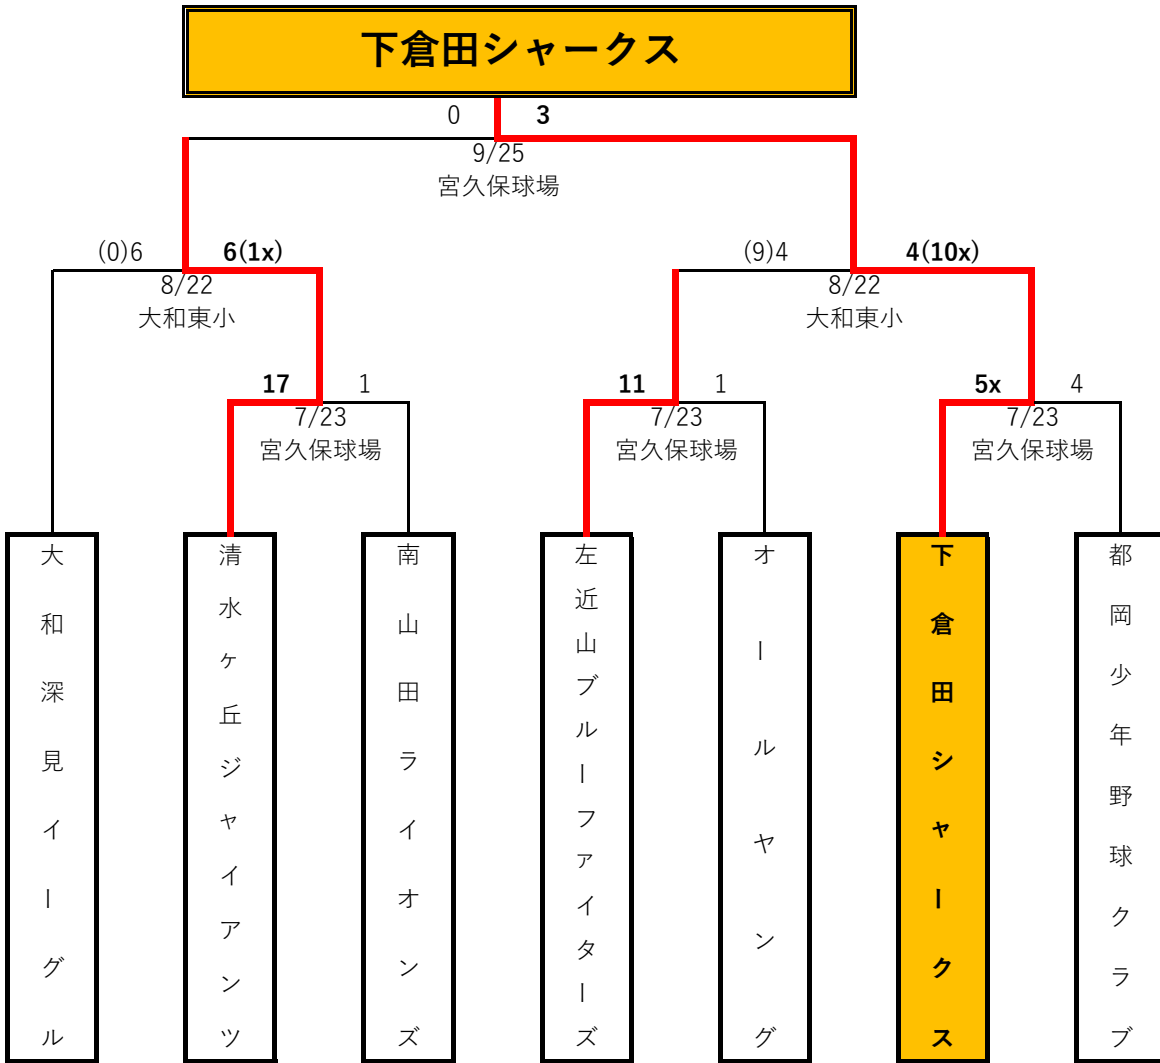 下倉田シャークス
0 3
9/25
宮久保球場
(0)6 6(1x) (9)4 4(10x)
8/22 8/22
大和東小 大和東小
17 1 11 1 5x 4
7/23 7/23 7/23
宮久保球場 宮久保球場 宮久保球場
大和深見イーグル
清水ヶ丘ジャイアンツ
南山田ライオンズ
左近山ブルーファイターズ
オールヤング
下倉田シャークス
都岡少年野球クラブ